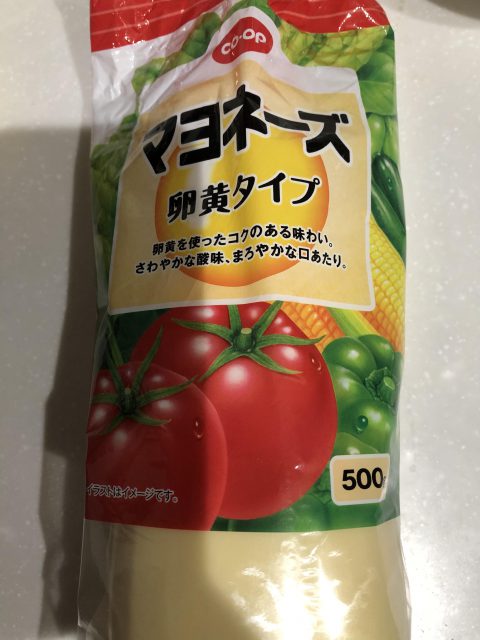 CO・OP
マヨネーズ
卵黄タイプ
卵黄を使ったコクのある味わい。
さわやかな酸味、まろやかな口あたり。
イラストはイメージです。
500